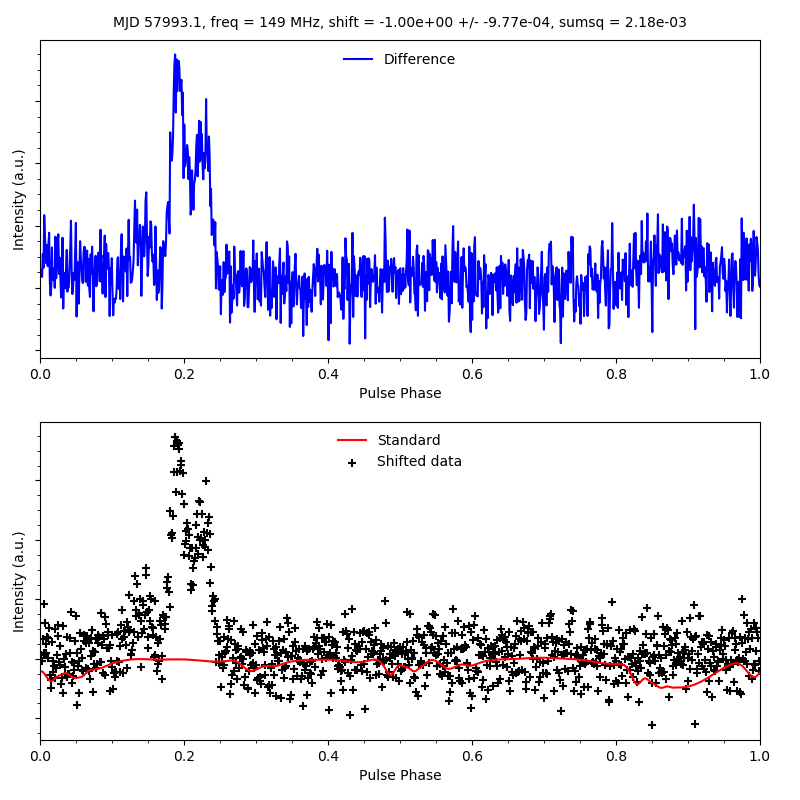 MJD 57993.1, freq = 149 MHz, shift = -1.00e+00 +/- -9.77e-04, sumsq = 2.18e-03
Difference
Intensity (a.u.)
0.0 0.2 0.4 0.6 0.8 1.0
Pulse Phase
Standard
Shifted data
Intensity (a.u.)
0.0 0.2 0.4 0.6 0.8 1.0
Pulse Phase